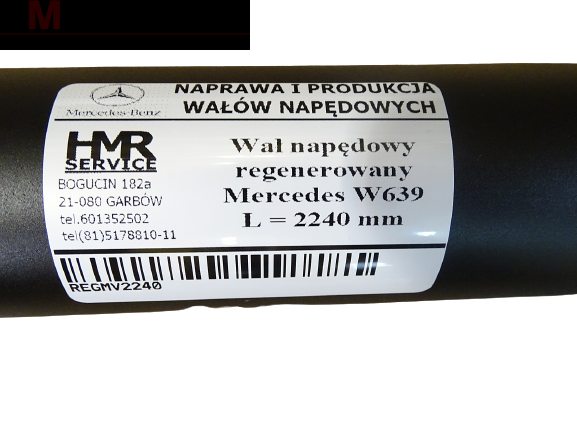 M
NAPRAWA I PRODUKCJA
WAŁÓW NAPĘDOWYCH
Mercedes-Benz
HMR
SERVICE
BOGUCIN 182a
21-080 GARBÓW
tel.601352502
tel(81)5178810-11
Wał napędowy
regenerowany
Mercedes W639
L = 2240 mm
REGMV2240